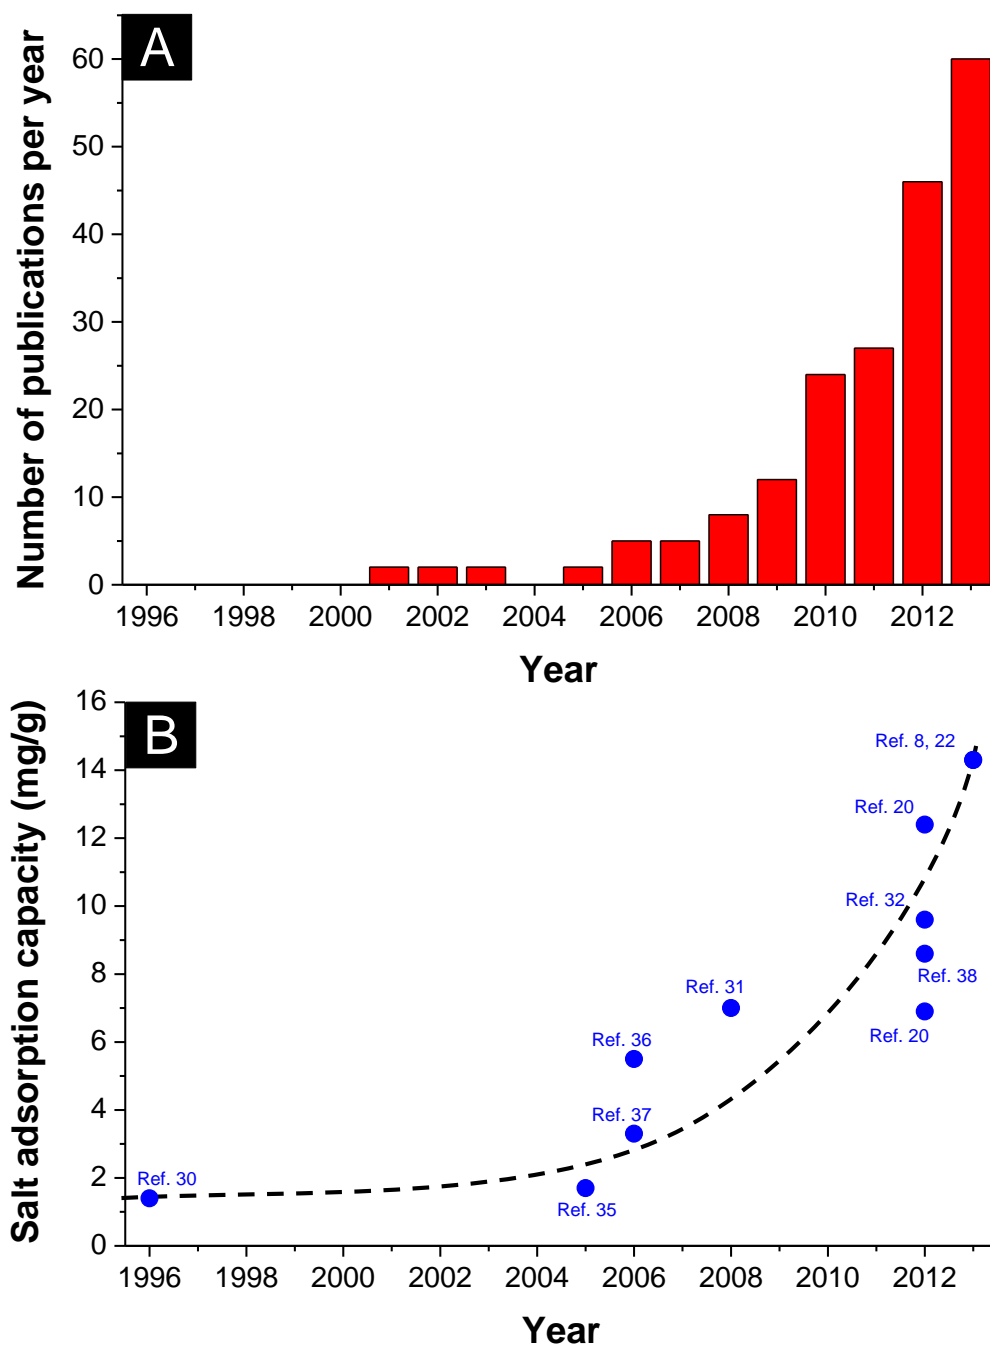 A
Number of publications per year
60
50
40
30
20
10
0
1996 1998 2000 2002 2004 2006 2008 2010 2012
Year
B
Salt adsorption capacity (mg/g)
16
14
12
10
8
6
4
2
0
Ref. 8, 22
Ref. 20
Ref. 32
Ref. 38
Ref. 31
Ref. 20
Ref. 36
Ref. 37
Ref. 30
Ref. 35
1996 1998 2000 2002 2004 2006 2008 2010 2012
Year